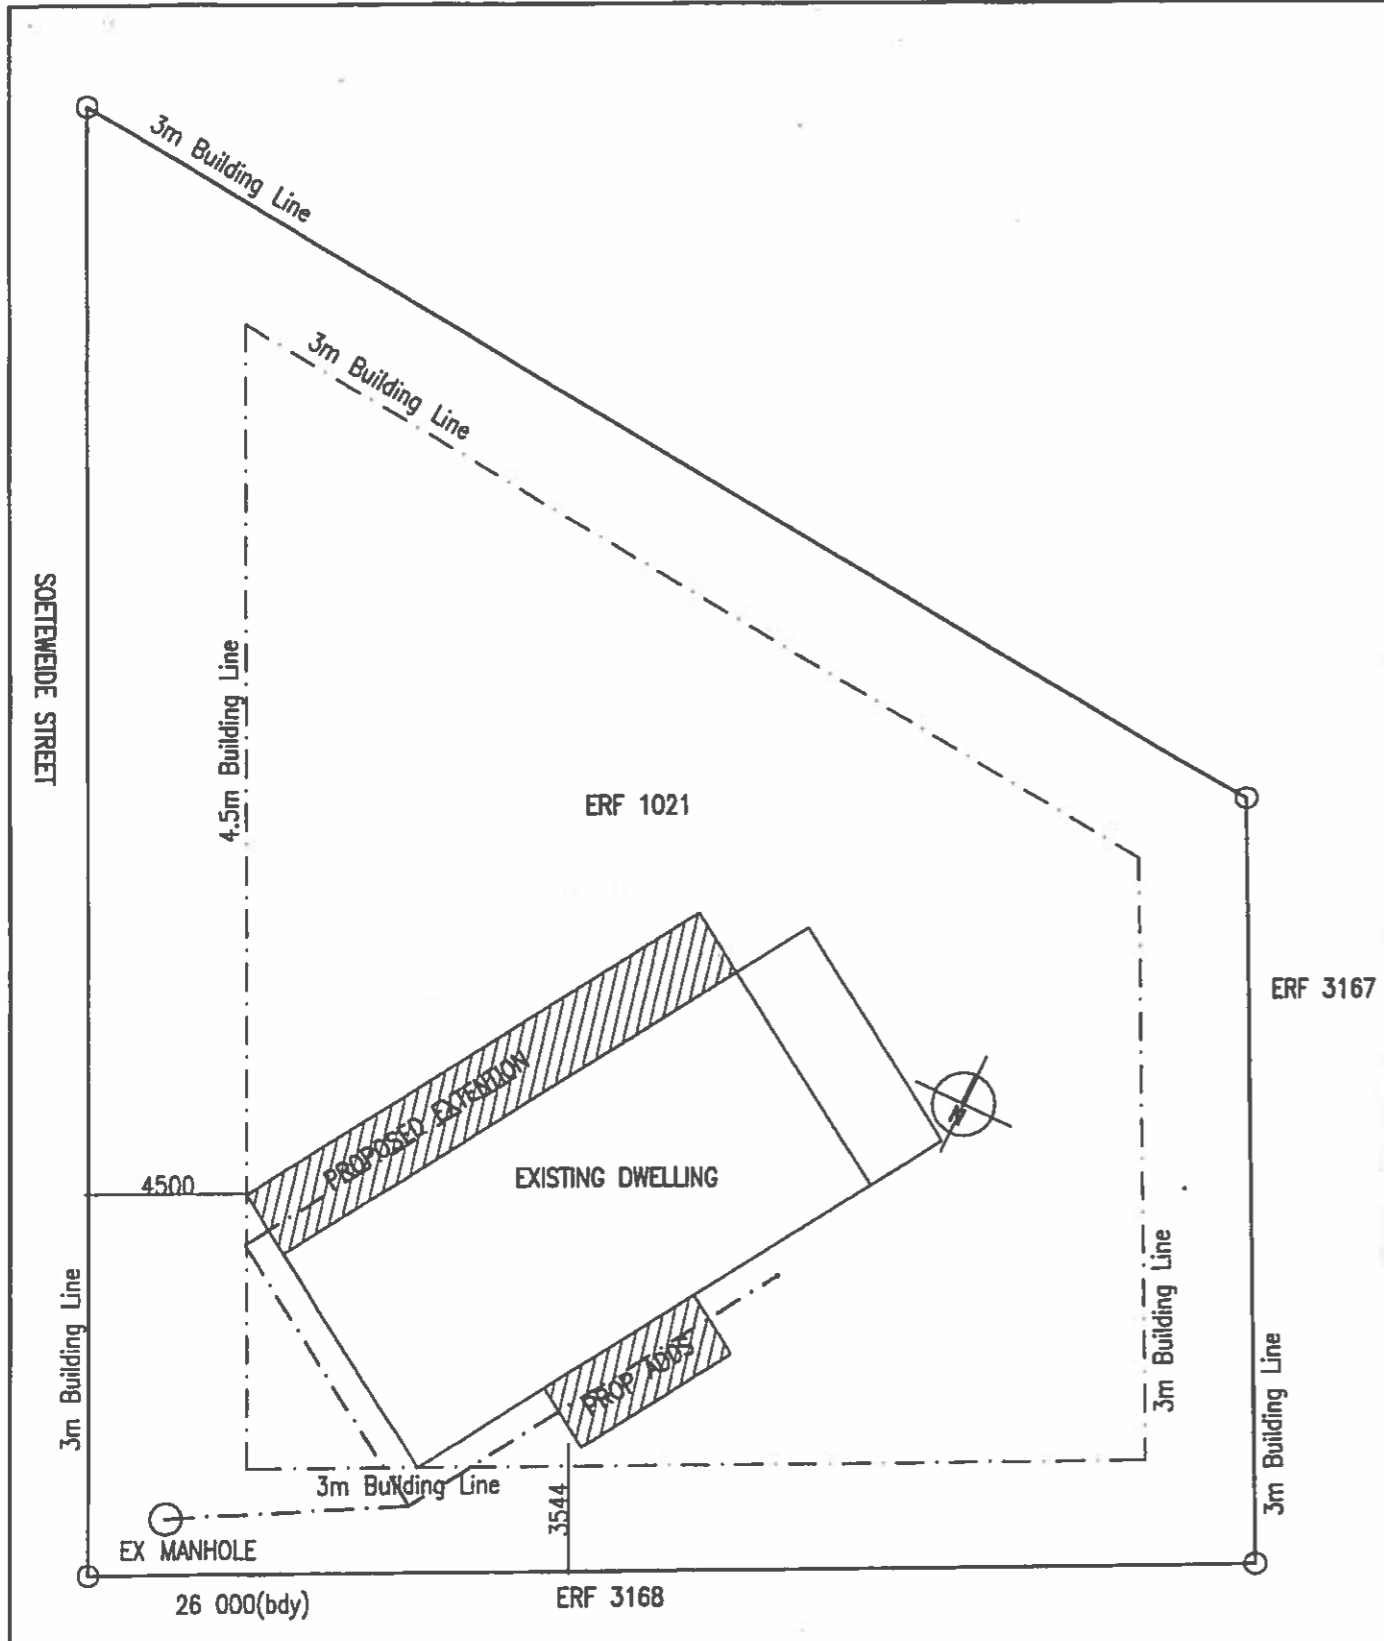 3m Building Line
3m Building Line
SOETEWEIDE STREET
4.5m Building Line
ERF 1021
ERF 3167
PROPOSED EXTENTION
N
EXISTING DWELLING
4500
3m Building Line
3m Building Line
3m Building Line
PROP ADDS
3m Building Line
3544
EX MANHOLE
26 000(bdy)
ERF 3168